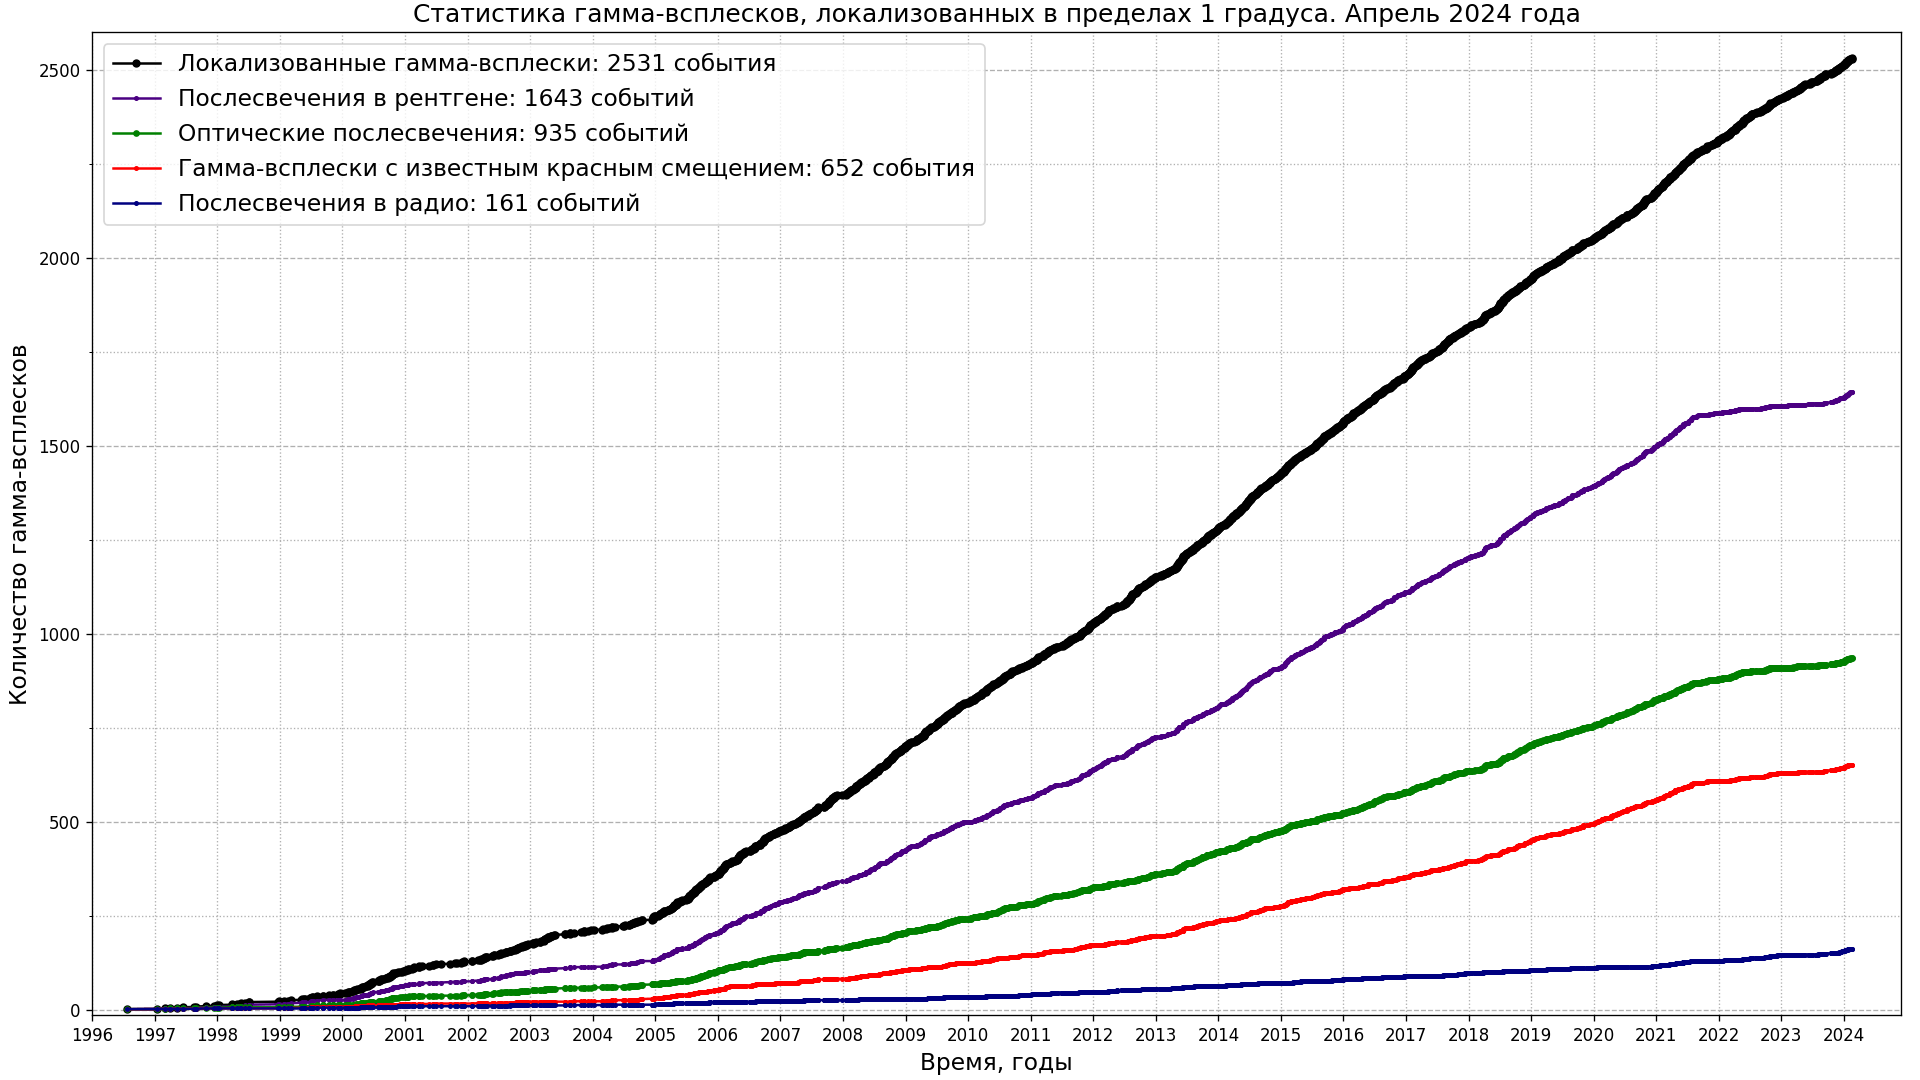 Статистика гамма-всплесков, локализованных в пределах 1 градуса. Апрель 2024 года
Локализованные гамма-всплески: 2531 события
Послесвечения в рентгене: 1643 событий
Оптические послесвечения: 935 событий
Гамма-всплески с известным красным смещением: 652 события
Послесвечения в радио: 161 событий
Количество гамма-всплесков
2500
2000
1500
1000
500
0
1996 1997 1998 1999 2000 2001 2002 2003 2004 2005 2006 2007 2008 2009 2010 2011 2012 2013 2014 2015 2016 2017 2018 2019 2020 2021 2022 2023 2024
Время, годы